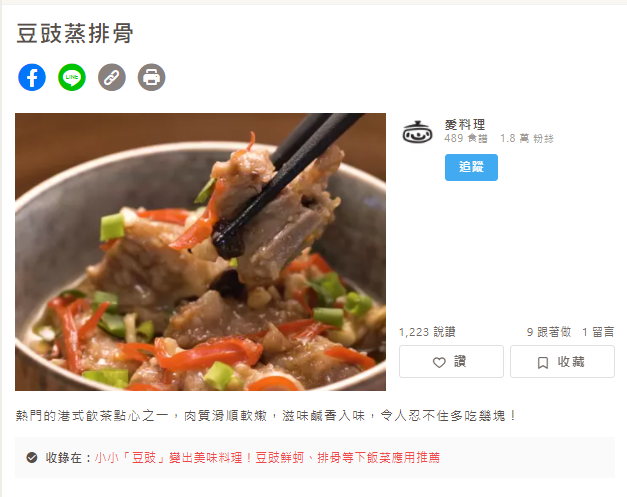 豆豉蒸排骨
LINE
愛料理
489 食譜 1.8 萬 粉絲
追蹤
1,223 說讚
9 跟著做 1 留言
讚
收藏
熱門的港式飲茶點心之一，肉質滑順軟嫩，滋味鹹香入味，令人忍不住多吃幾塊！
收錄在：小小「豆豉」變出美味料理！豆豉鮮蚵、排骨等下飯菜應用推薦